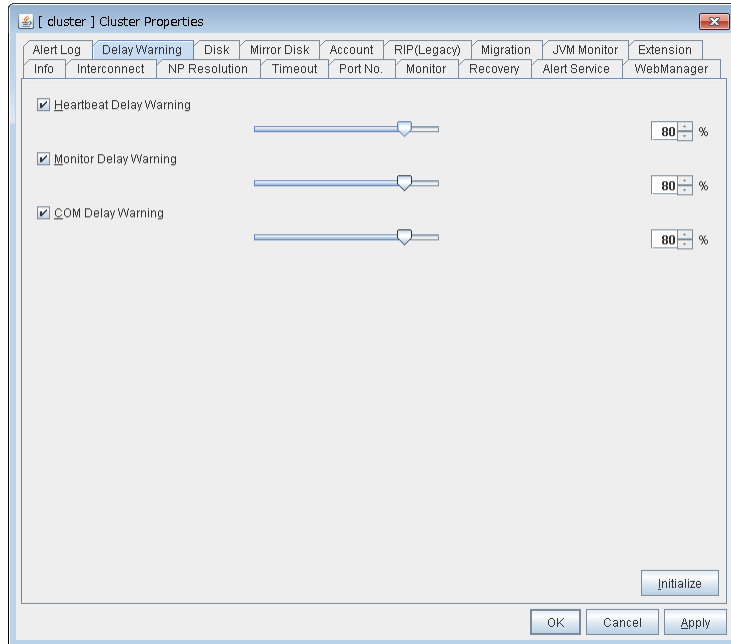 [ cluster ] Cluster Properties
Alert Log Delay Warning Disk Mirror Disk Account RIP(Legacy) Migration JVM Monitor Extension
Info Interconnect NP Resolution Timeout Port No. Monitor Recovery Alert Service WebManager
Heartbeat Delay Warning
80 %
Monitor Delay Warning
80 %
COM Delay Warning
80 %
Initialize
OK Cancel Apply